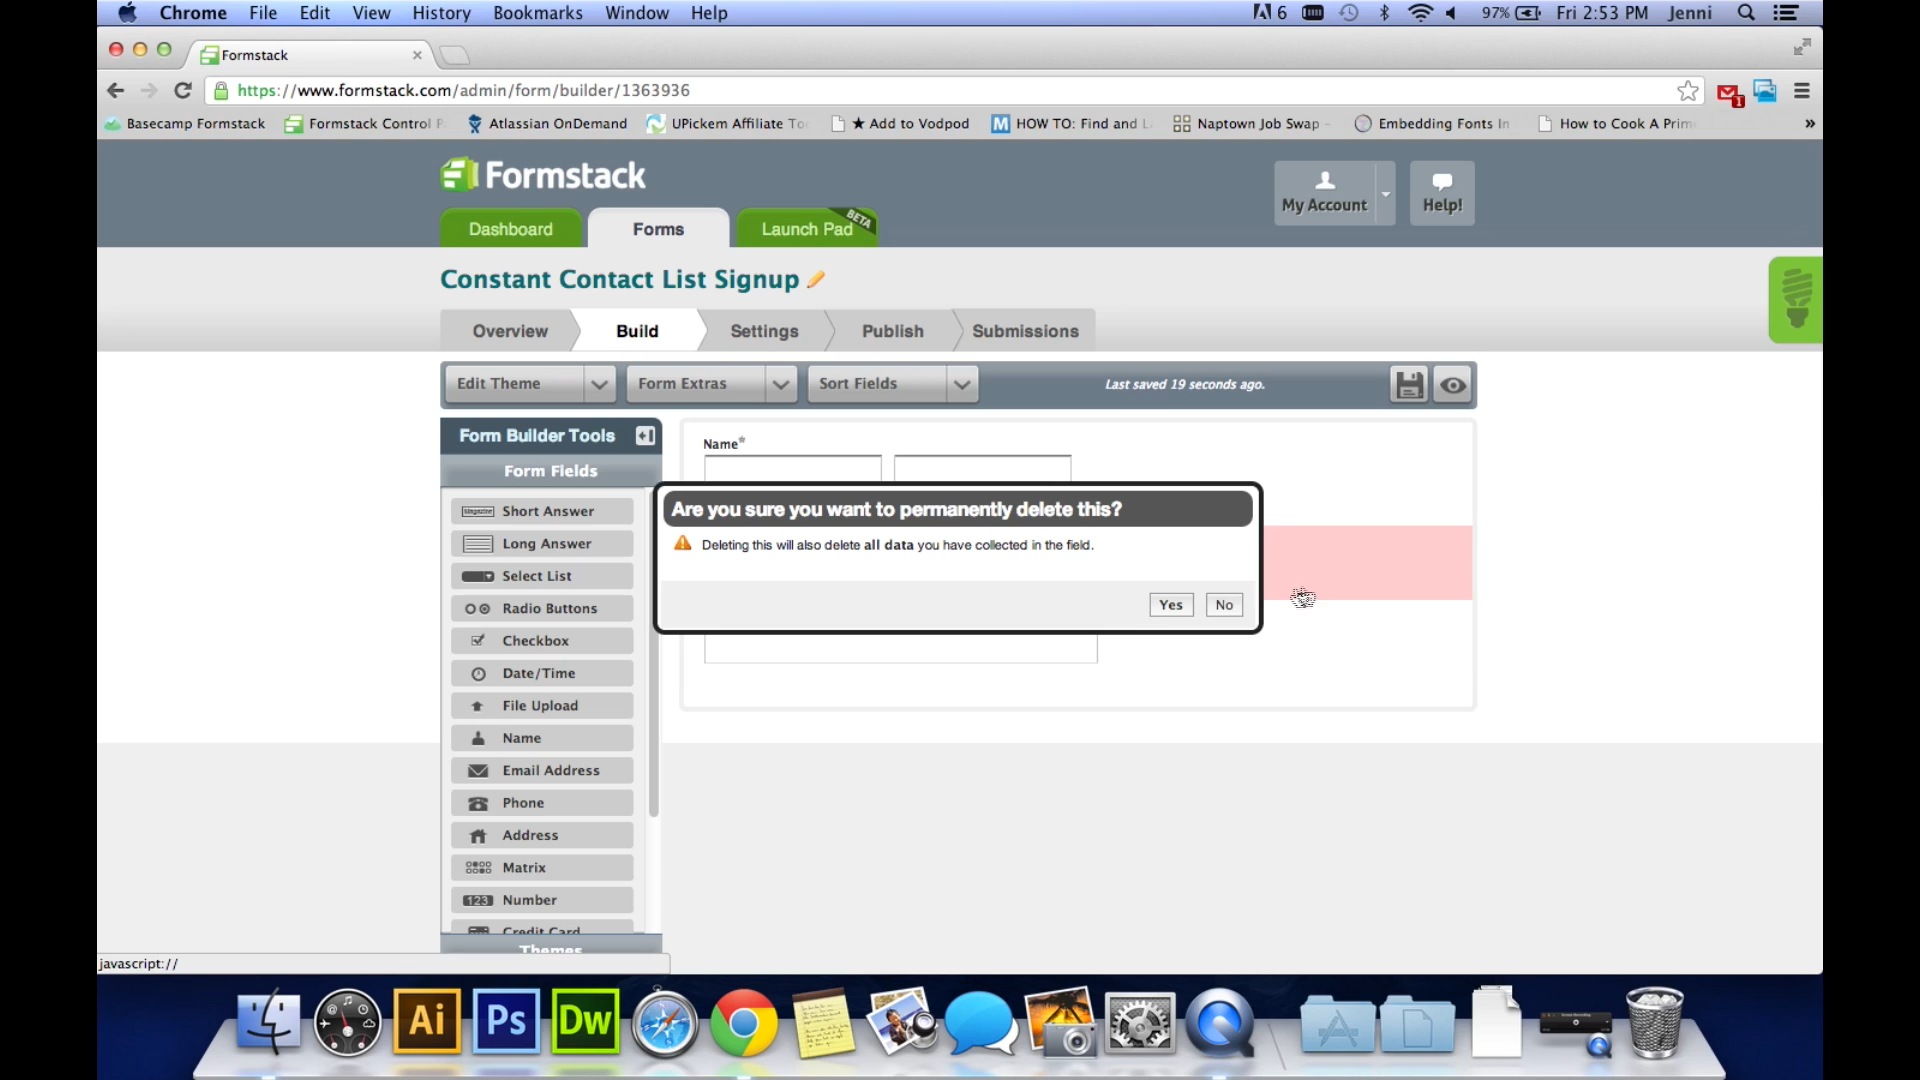 Chrome File Edit View History Bookmarks Window Help 6 97% Fri 2:53 PM Jenni
Formstack
https://www.formstack.com/admin/form/builder/1363936
1
Basecamp Formstack Formstack Control P Atlassian OnDemand UPickem Affiliate To ★ Add to Vodpod HOW TO: Find and L Naptown Job Swap - Embedding Fonts In How to Cook A Prim »
Formstack
My Account Help!
Dashboard Forms Launch Pad BETA
Constant Contact List Signup
Overview Build Settings Publish Submissions
Edit Theme Form Extras Sort Fields Last saved 19 seconds ago.
Form Builder Tools
Form Fields
Name*
Are you sure you want to permanently delete this?
Deleting this will also delete all data you have collected in the field.
Yes No
Short Answer
Long Answer
Select List
Radio Buttons
Checkbox
Date/Time
File Upload
Name
Email Address
Phone
Address
Matrix
123 Number
Credit Card
Themes
javascript://
Ai Ps Dw